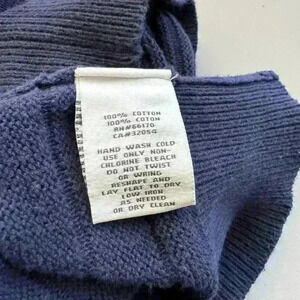 100% COTTON
100% COTON
RN#66170
CA#32054
HAND WASH COLD
USE ONLY NON-
CHLORINE BLEACH
DO NOT TWIST
OR WRING
RESHAPE AND
LAY FLAT TO DRY
LOW IRON
AS NEEDED
OR DRY CLEAN